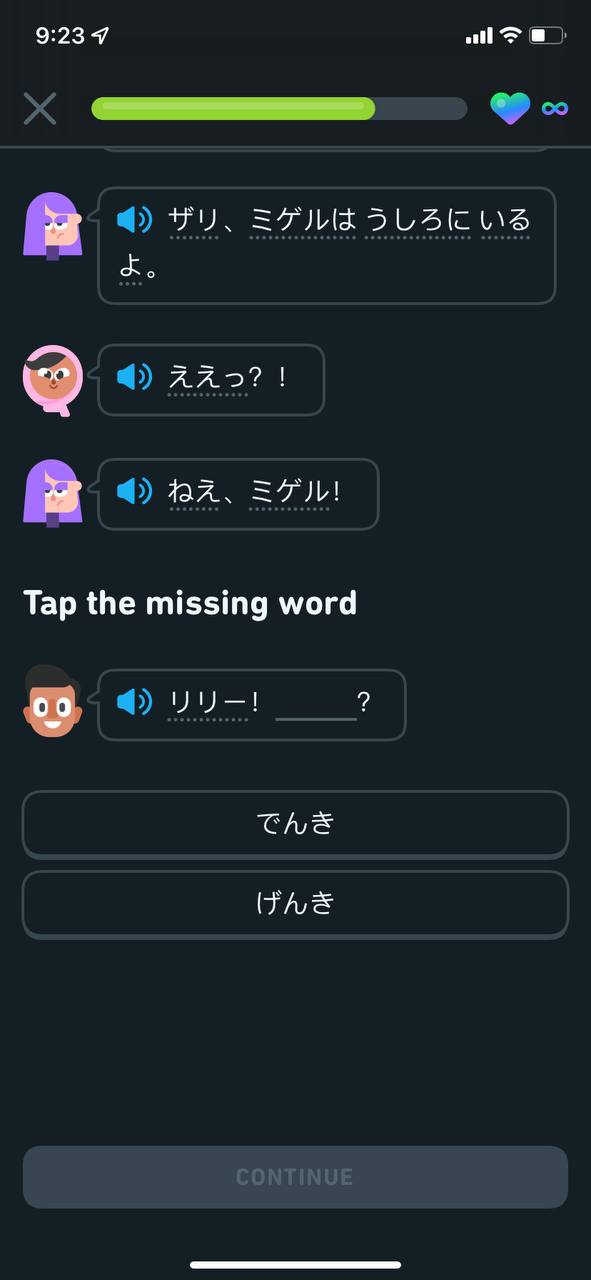 9:23
ザリ、ミゲルは うしろに いる
よ。
ええっ?!
ねえ、ミゲル!
Tap the missing word
リリー! ______?
でんき
げんき
CONTINUE